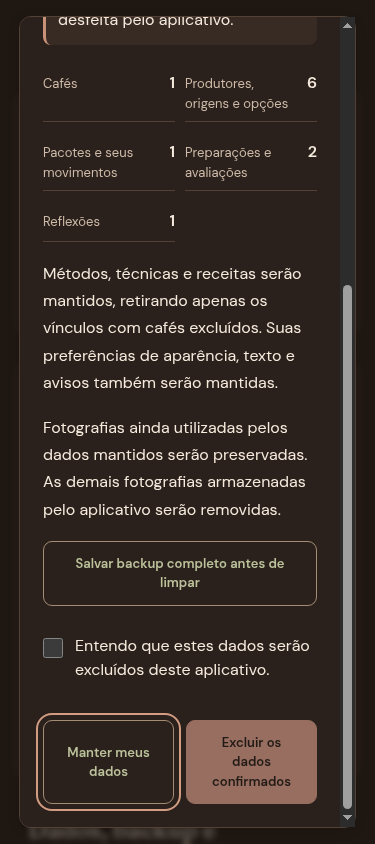 desfeita pelo aplicativo.
Cafés 1
Produtores, 6
origens e opções
Pacotes e seus 1
movimentos
Preparações e 2
avaliações
Reflexões 1
Métodos, técnicas e receitas serão
mantidos, retirando apenas os
vínculos com cafés excluídos. Suas
preferências de aparência, texto e
avisos também serão mantidas.
Fotografias ainda utilizadas pelos
dados mantidos serão preservadas.
As demais fotografias armazenadas
pelo aplicativo serão removidas.
Salvar backup completo antes de
limpar
Entendo que estes dados serão
excluídos deste aplicativo.
Manter meus
dados
Excluir os
dados
confirmados